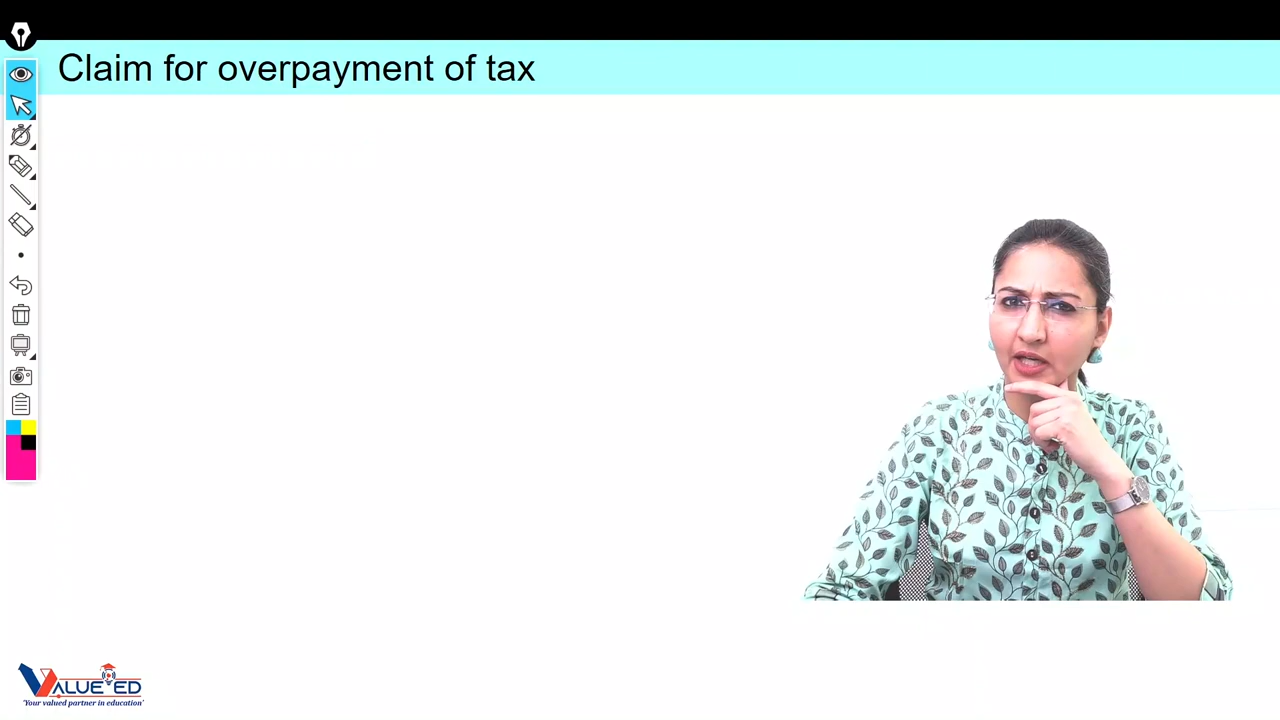 Claim for overpayment of tax
VALUE ED
'Your valued partner in education'